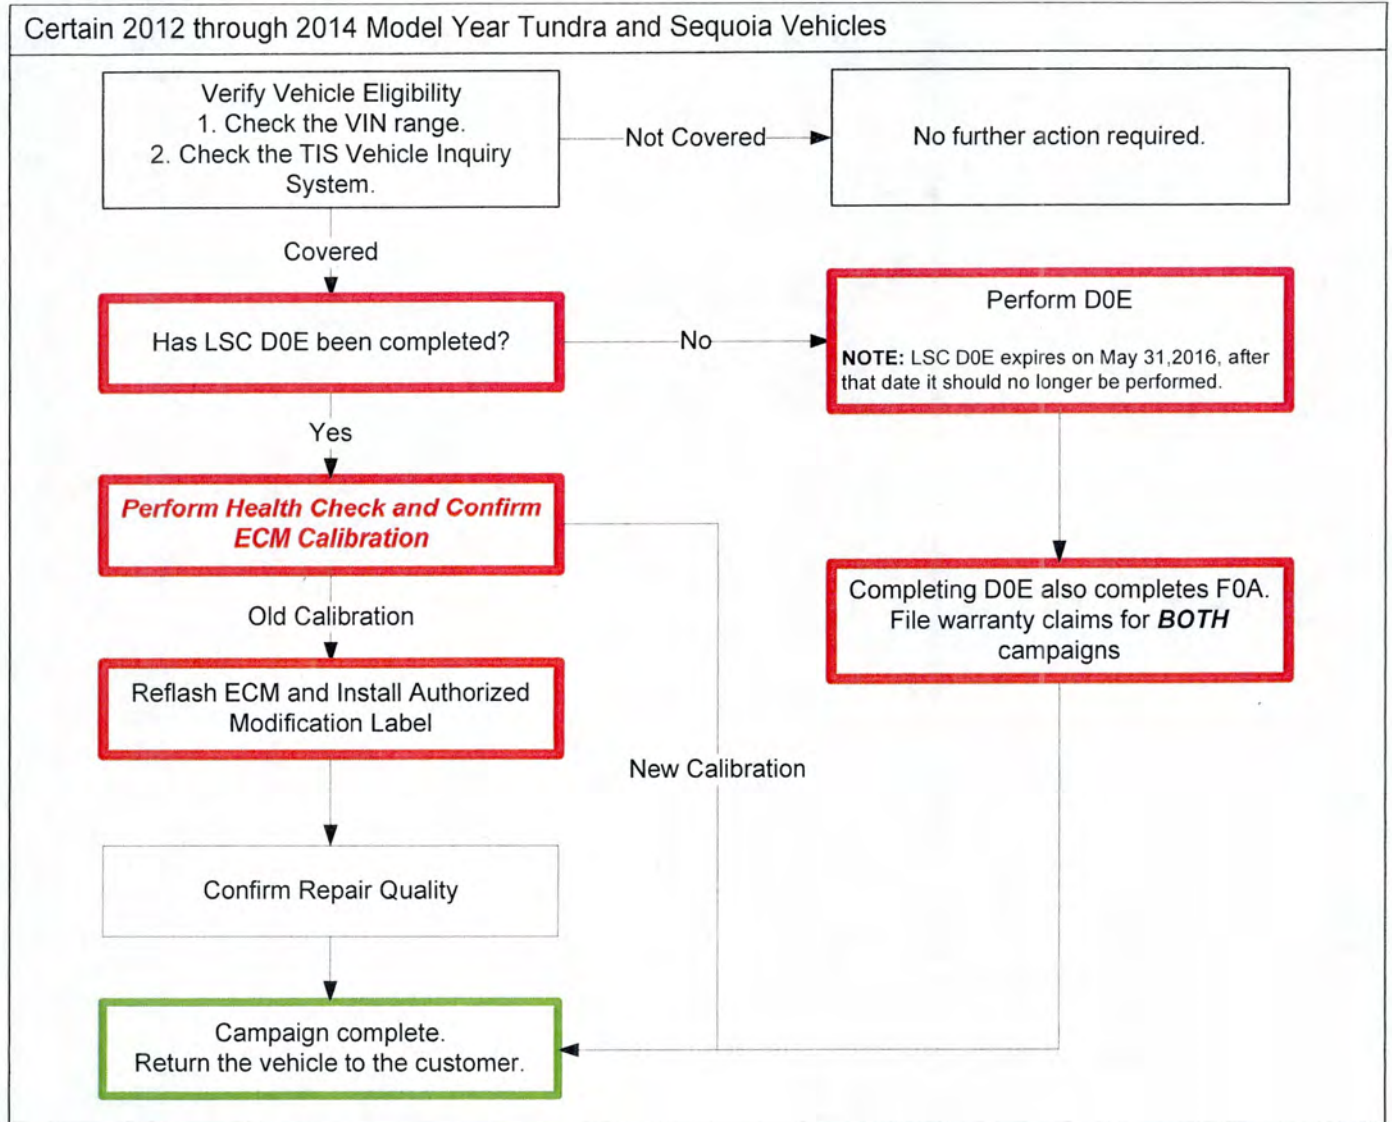 Certain 2012 through 2014 Model Year Tundra and Sequoia Vehicles
Verify Vehicle Eligibility
1. Check the VIN range.
2. Check the TIS Vehicle Inquiry
System.
Not Covered
No further action required.
Covered
Has LSC D0E been completed?
No
Perform D0E
NOTE: LSC D0E expires on May 31,2016, after
that date it should no longer be performed.
Yes
Perform Health Check and Confirm
ECM Calibration
Completing D0E also completes F0A.
File warranty claims for BOTH
campaigns
Old Calibration
Reflash ECM and Install Authorized
Modification Label
New Calibration
Confirm Repair Quality
Campaign complete.
Return the vehicle to the customer.